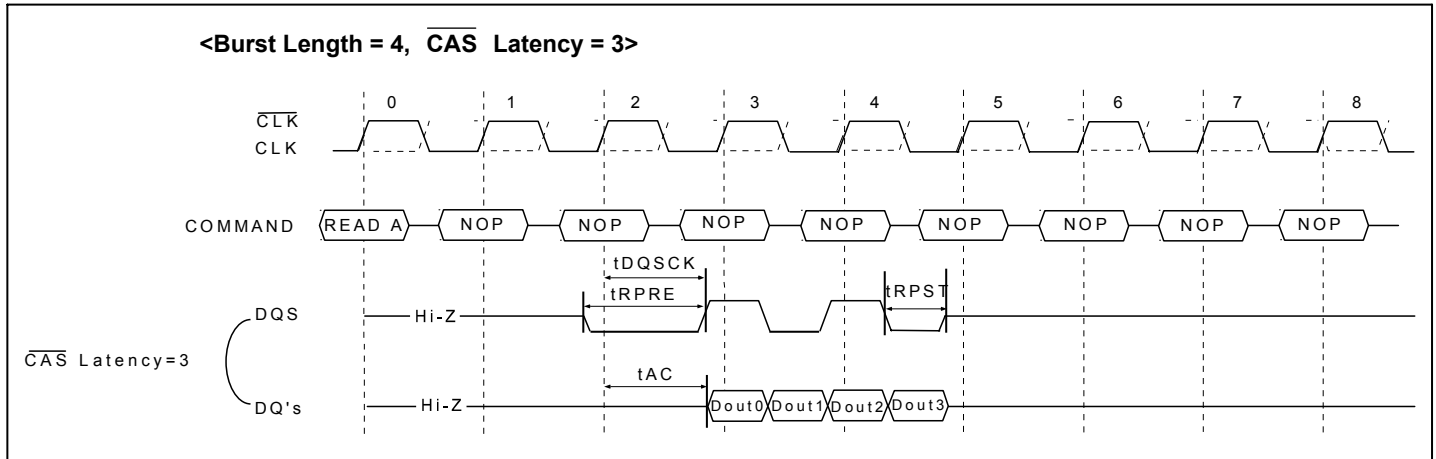 <Burst Length = 4, CAS Latency = 3>
0 1 2 3 4 5 6 7 8
CLK
CLK
COMMAND READ A NOP NOP NOP NOP NOP NOP NOP NOP
tDQSCK
tRPRE tRPST
DQS Hi-Z
CAS Latency=3
tAC
DQ's Hi-Z Dout0 Dout1 Dout2 Dout3